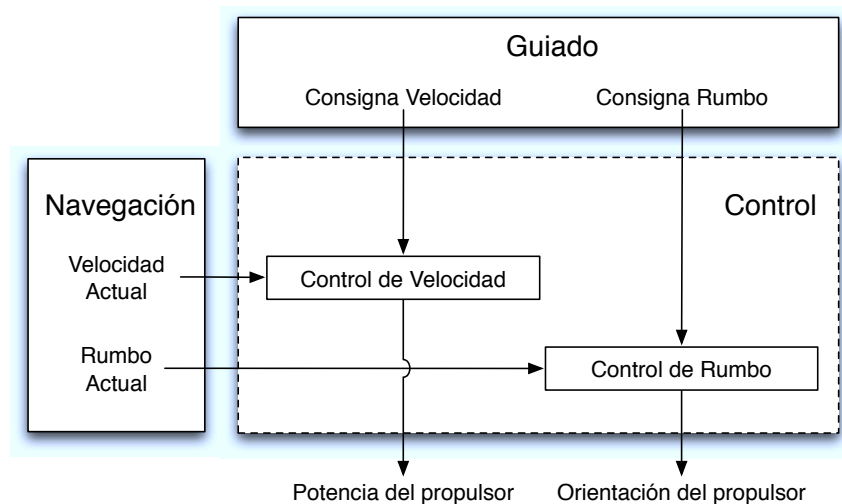 Guiado
Consigna Velocidad
Consigna Rumbo
Navegación
Control
Velocidad
Actual
Control de Velocidad
Rumbo
Actual
Control de Rumbo
Potencia del propulsor
Orientación del propulsor